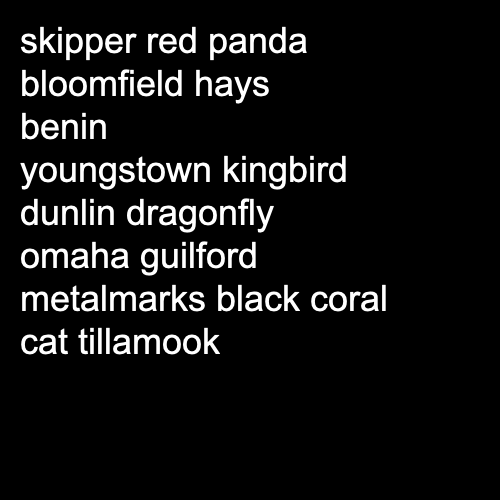 skipper red panda
bloomfield hays
benin
youngstown kingbird
dunlin dragonfly
omaha guilford
metalmarks black coral
cat tillamook